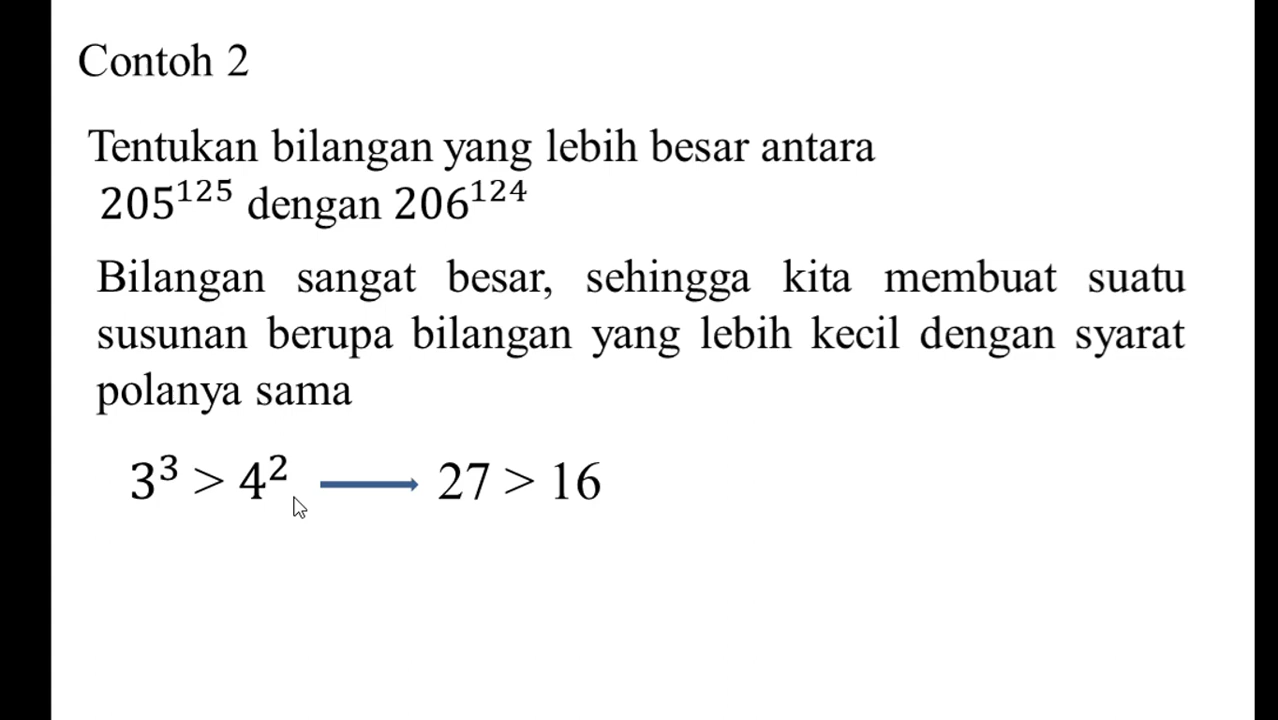 Contoh 2
Tentukan bilangan yang lebih besar antara
205¹²⁵ dengan 206¹²⁴
Bilangan sangat besar, sehingga kita membuat suatu
susunan berupa bilangan yang lebih kecil dengan syarat
polanya sama
3³ > 4² → 27 > 16